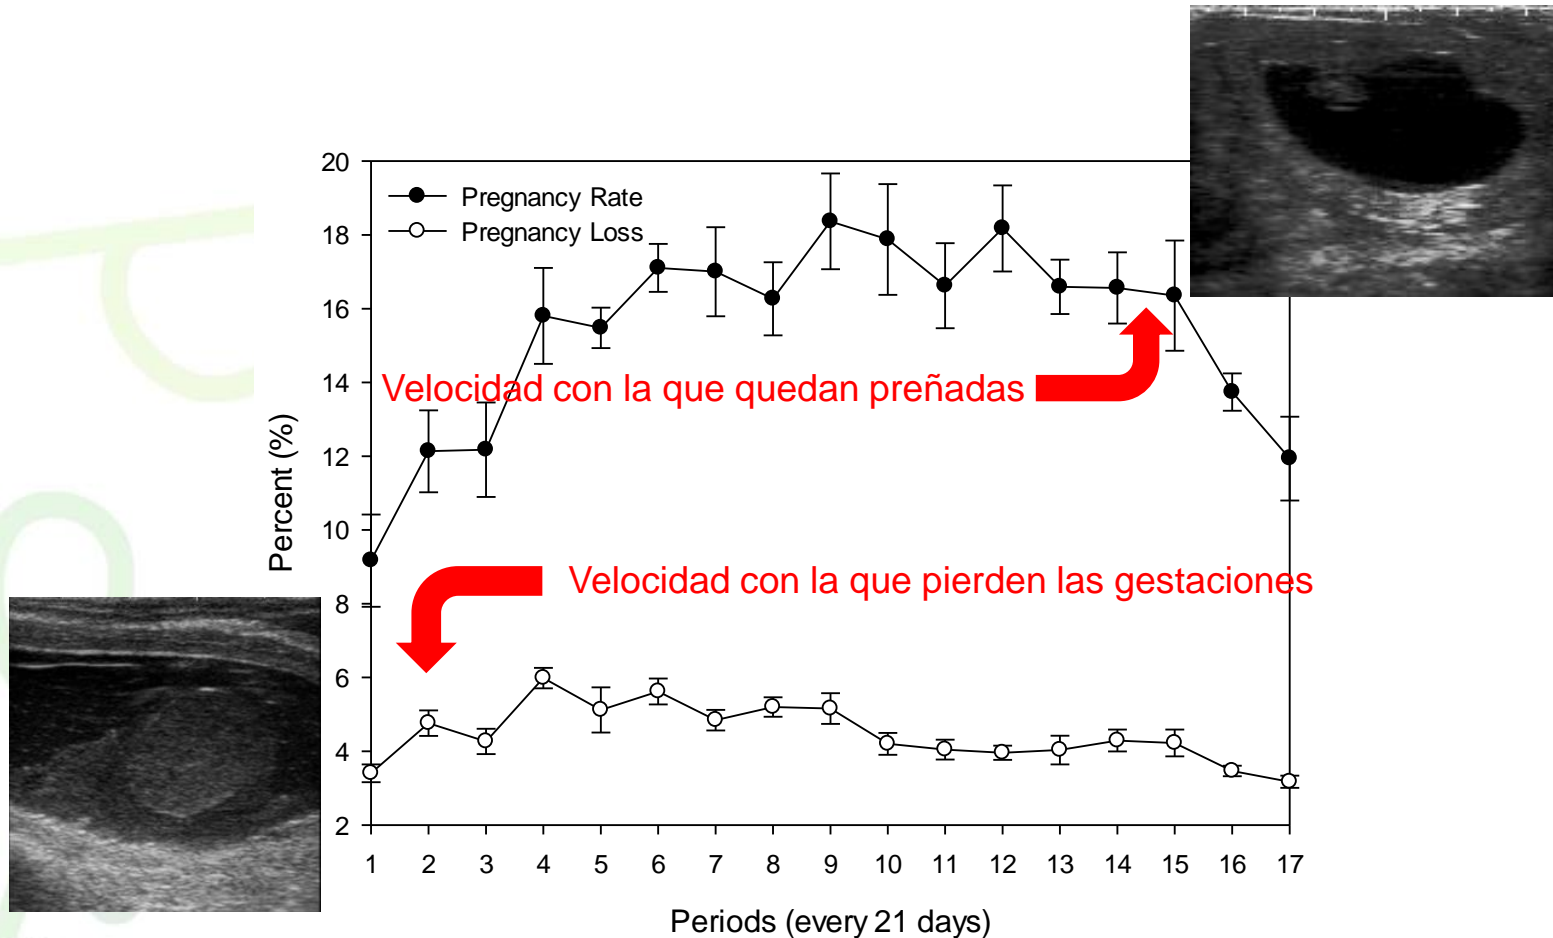 20
Pregnancy Rate
Pregnancy Loss
18
16
Velocidad con la que quedan preñadas
14
12
Percent (%)
10
Velocidad con la que pierden las gestaciones
8
6
4
2
1 2 3 4 5 6 7 8 9 10 11 12 13 14 15 16 17
Periods (every 21 days)